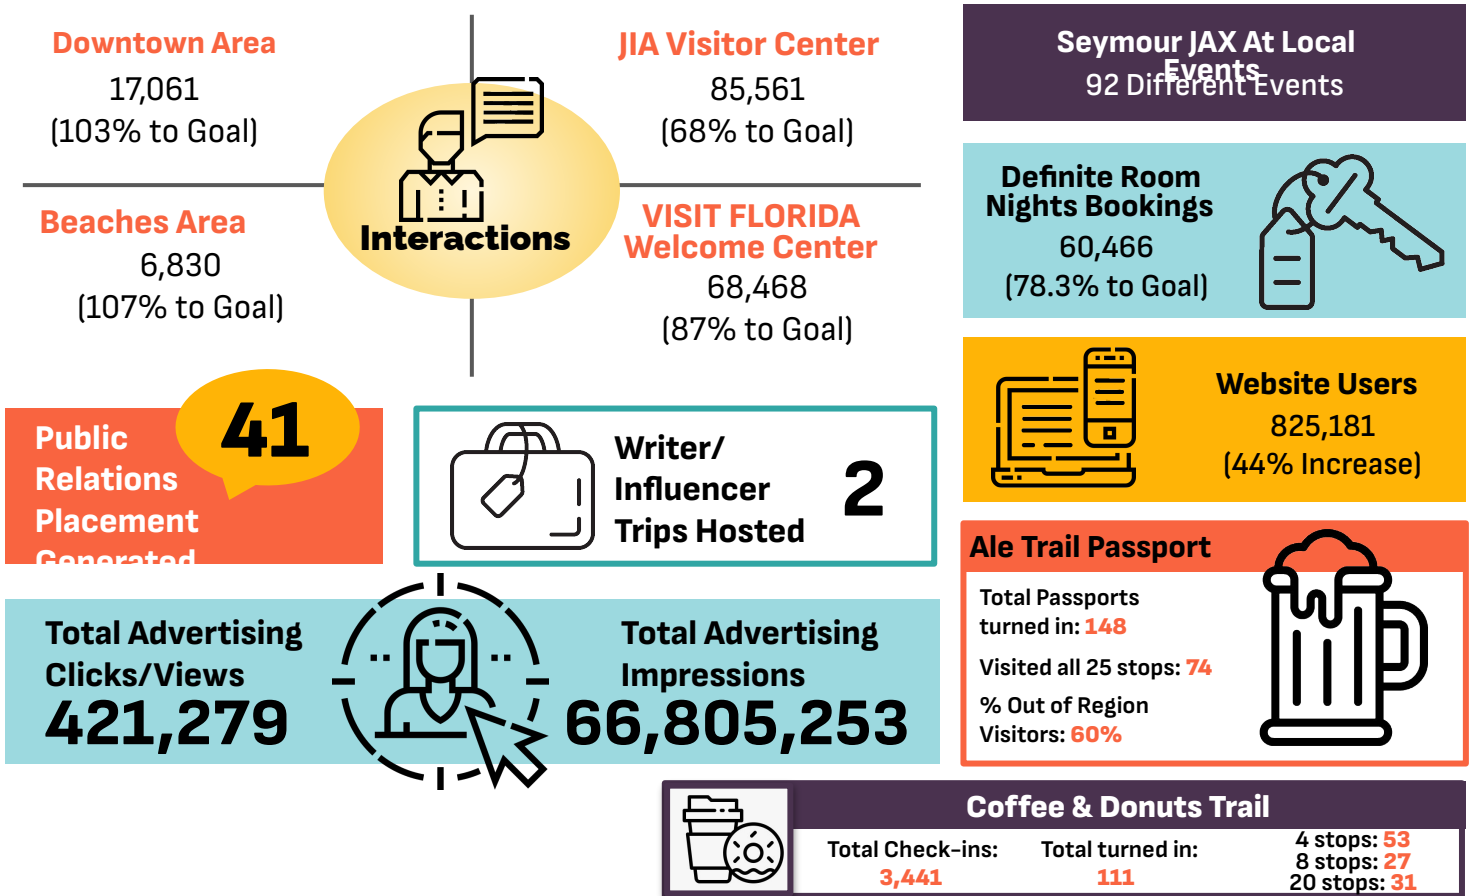 Downtown Area
17,061
(103% to Goal)
JIA Visitor Center
85,561
(68% to Goal)
Interactions
Beaches Area
6,830
(107% to Goal)
VISIT FLORIDA
Welcome Center
68,468
(87% to Goal)
Seymour JAX At Local
Events
92 Different Events
Definite Room
Nights Bookings
60,466
(78.3% to Goal)
Website Users
825,181
(44% Increase)
Public
Relations
Placement
Generated
41
Writer/
Influencer
Trips Hosted
2
Total Advertising
Clicks/Views
421,279
Total Advertising
Impressions
66,805,253
Ale Trail Passport
Total Passports
turned in: 148
Visited all 25 stops: 74
% Out of Region
Visitors: 60%
Coffee & Donuts Trail
Total Check-ins:
3,441
Total turned in:
111
4 stops: 53
8 stops: 27
20 stops: 31